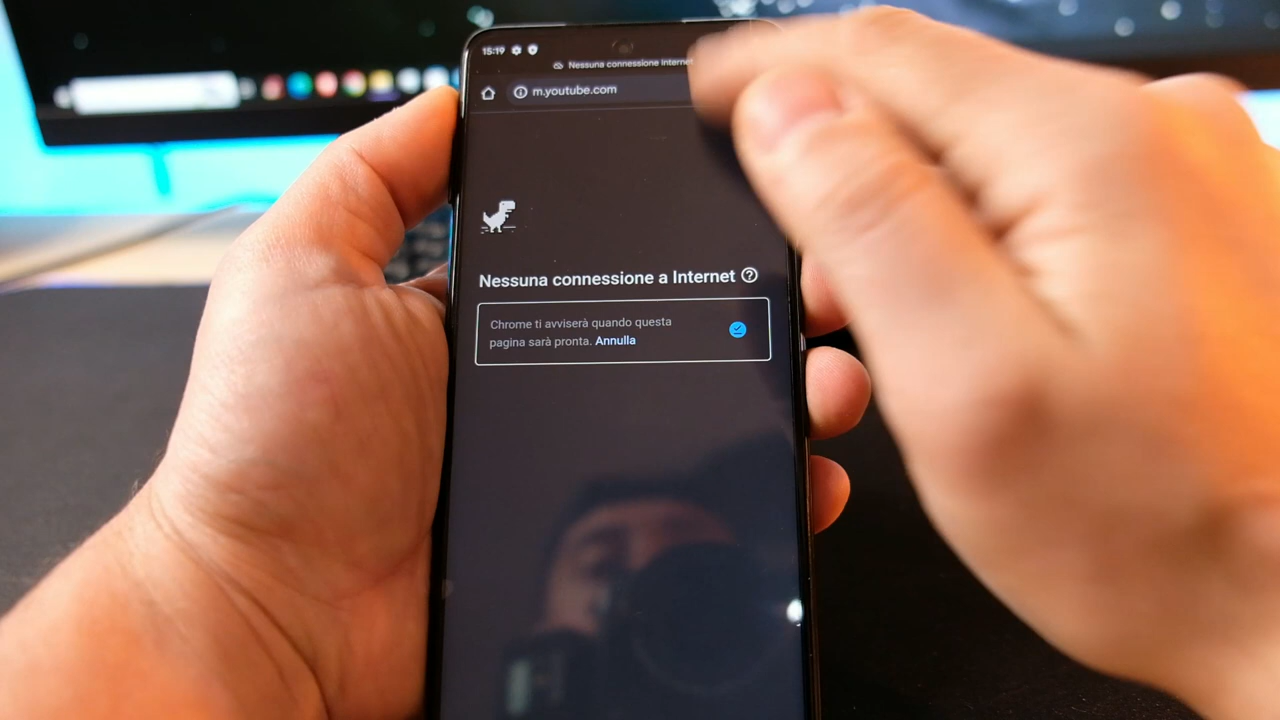 15:19
Nessuna connessione Internet
m.youtube.com
Nessuna connessione a Internet
Chrome ti avviserà quando questa
pagina sarà pronta. Annulla